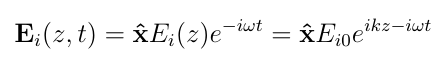 𝐄ᵢ(z, t) = 𝐱̂Eᵢ(z)e^{−iωt} = 𝐱̂E_{i0}e^{ikz−iωt}